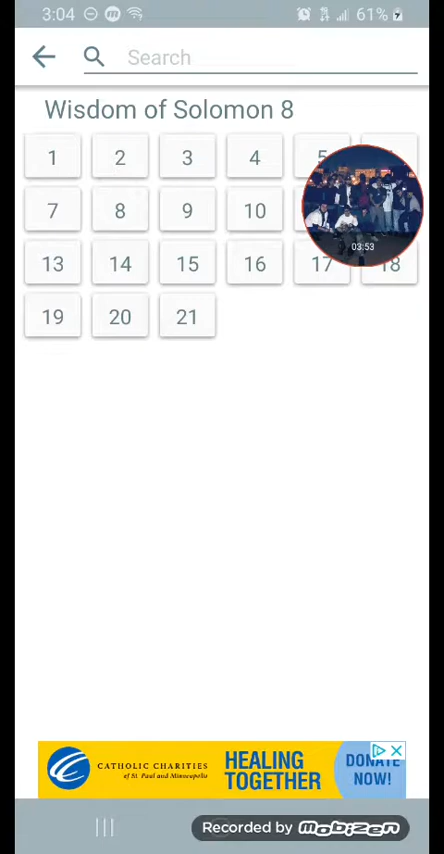 3:04 61%
Search
Wisdom of Solomon 8
1 2 3 4 5
7 8 9 10
13 14 15 16 17 18
19 20 21
03:53
CATHOLIC CHARITIES
of St. Paul and Minneapolis
HEALING
TOGETHER
DONATE
NOW!
Recorded by mobizen